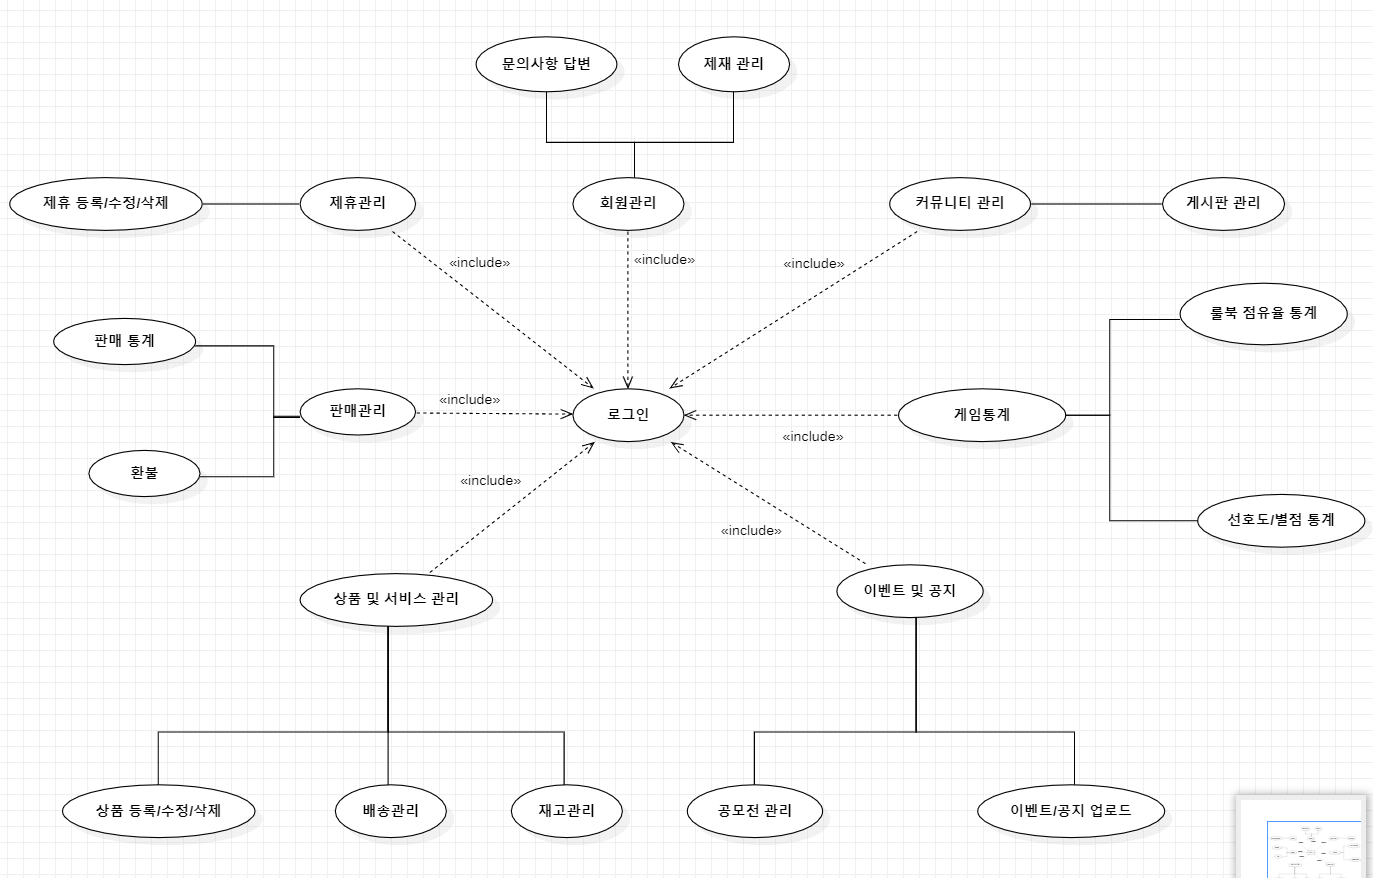 문의사항 답변
제재 관리
제휴 등록/수정/삭제
제휴관리
회원관리
커뮤니티 관리
게시판 관리
«include»
«include»
«include»
룰북 점유율 통계
판매 통계
판매관리
«include»
로그인
게임통계
«include»
환불
«include»
선호도/별점 통계
«include»
상품 및 서비스 관리
이벤트 및 공지
상품 등록/수정/삭제
배송관리
재고관리
공모전 관리
이벤트/공지 업로드